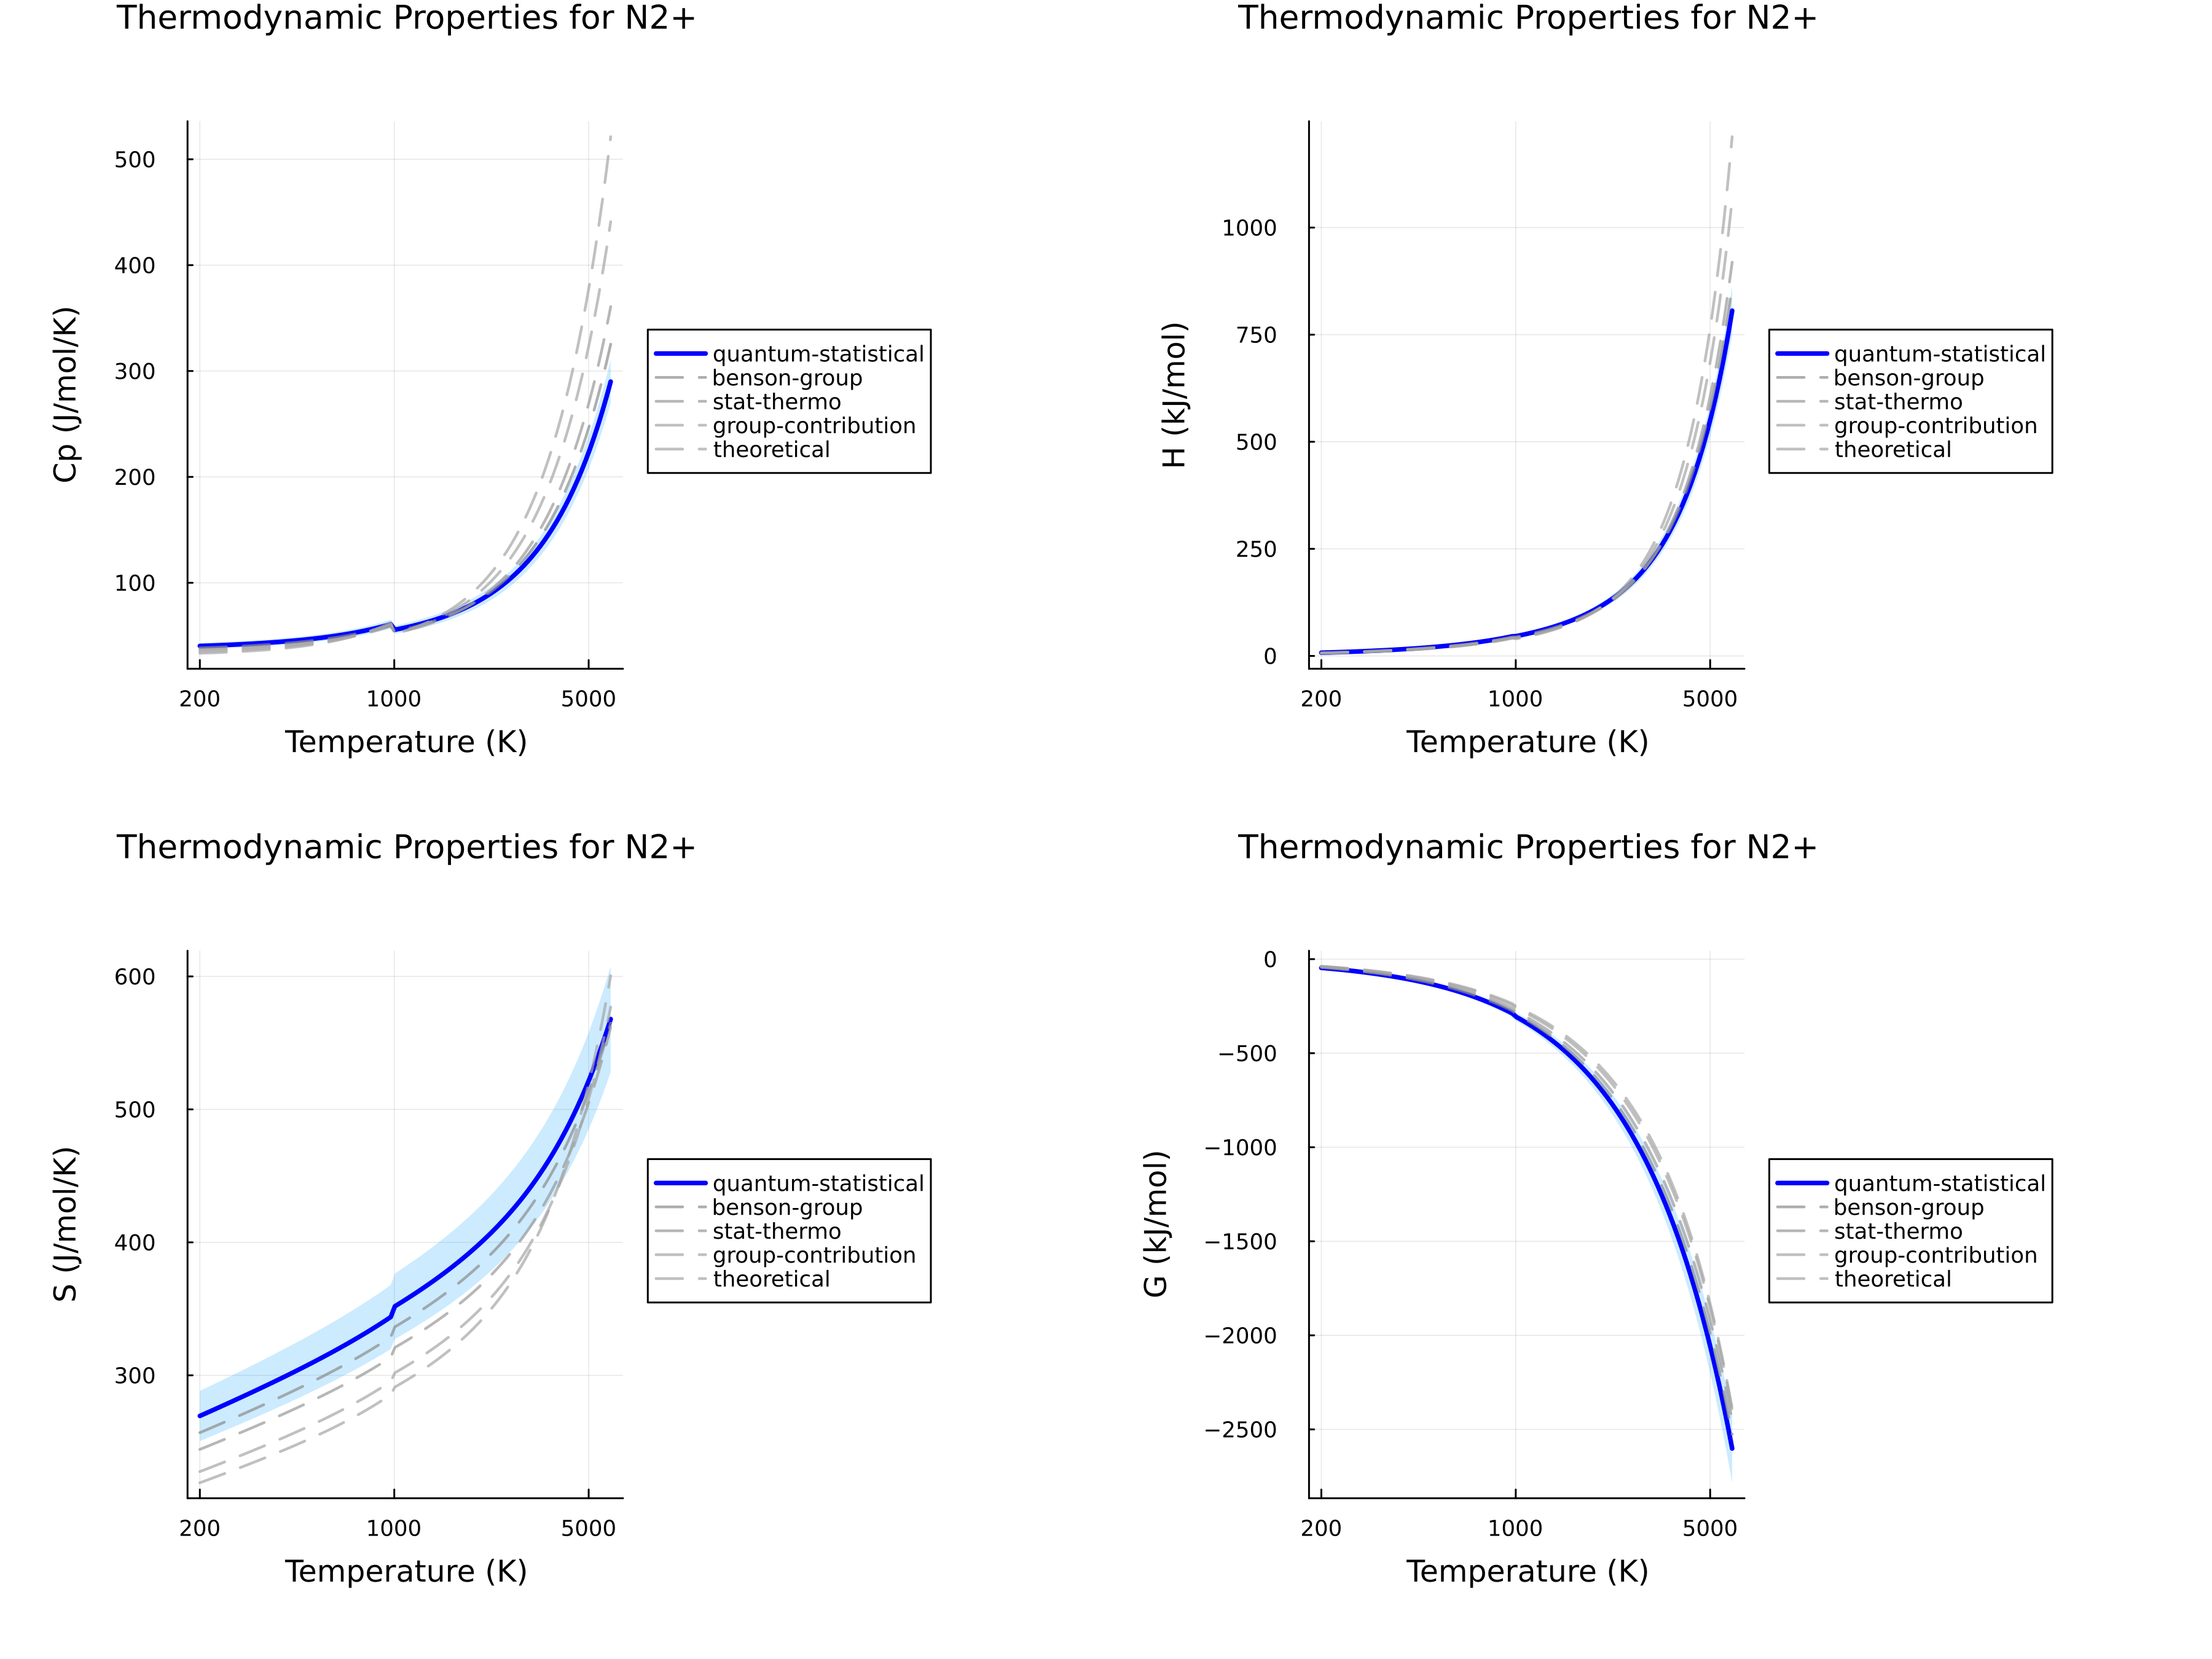 Thermodynamic Properties for N2+
Cp (J/mol/K)
500
400
300
200
100
200 1000 5000
Temperature (K)
quantum-statistical
benson-group
stat-thermo
group-contribution
theoretical
Thermodynamic Properties for N2+
H (kJ/mol)
1000
750
500
250
0
200 1000 5000
Temperature (K)
quantum-statistical
benson-group
stat-thermo
group-contribution
theoretical
Thermodynamic Properties for N2+
S (J/mol/K)
600
500
400
300
200 1000 5000
Temperature (K)
quantum-statistical
benson-group
stat-thermo
group-contribution
theoretical
Thermodynamic Properties for N2+
G (kJ/mol)
0
−500
−1000
−1500
−2000
−2500
200 1000 5000
Temperature (K)
quantum-statistical
benson-group
stat-thermo
group-contribution
theoretical